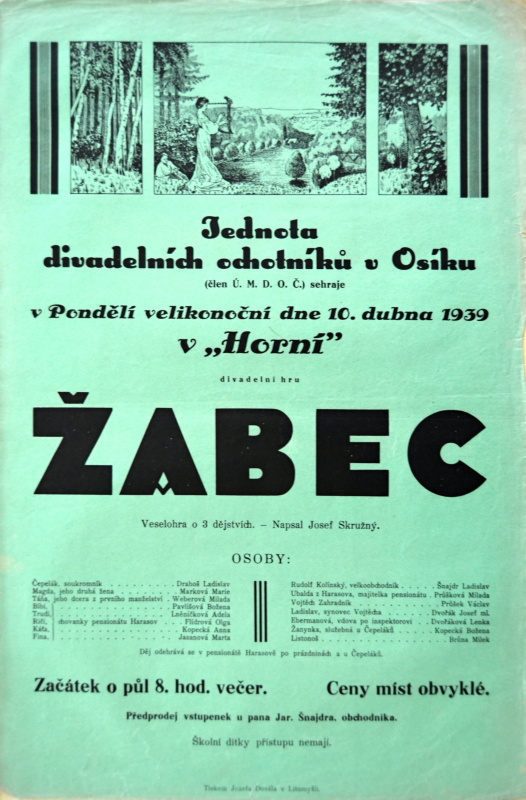 Jednota
divadelních ochotníků v Osíku
(člen Ú. M. D. O. Č.) sehraje
v Pondělí velikonoční dne 10. dubna 1939
v „Horní”
divadelní hru
ŽABEC
Veselohra o 3 dějstvích. – Napsal Josef Skružný.
OSOBY:
Čepelák, soukromník . . . . . . . . . Drahoš Ladislav
Magda, jeho druhá žena . . . . . . . Marková Marie
Táňa, jeho dcera z prvního manželství . Weberová Milada
Bibi, Pavlišová Božena
Trudi, Lněničková Adela
Rifi, chovanky pensionátu Harasov . . Flídrová Olga
Káťa, Kopecká Anna
Fina, Jasanová Marta
Rudolf Kolínský, velkoobchodník . . . . Šnajdr Ladislav
Ubalda z Harasova, majitelka pensionátu . Průšková Milada
Vojtěch Zahradník . . . . . . . Průšek Václav
Ladislav, synovec Vojtěcha . . . . Dvořák Josef ml.
Ebermanová, vdova po inspektorovi . . Dvořáková Lenka
Žanynka, služebná u Čepeláků . . . . Kopecká Božena
Listonoš . . . . . . . . . . . Brůna Milek
Děj odehrává se v pensionátě Harasově po prázdninách a u Čepeláků.
Začátek o půl 8. hod. večer. Ceny míst obvyklé.
Předprodej vstupenek u pana Jar. Šnajdra, obchodníka.
Školní dítky přístupu nemají.
Tiskem Josefa v Litomyšli.